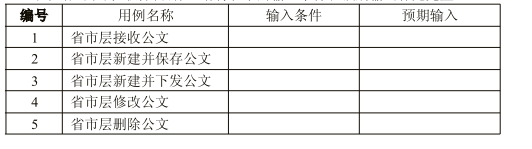 编号 用例名称 输入条件 预期输入
1 省市层接收公文
2 省市层新建并保存公文
3 省市层新建并下发公文
4 省市层修改公文
5 省市层删除公文